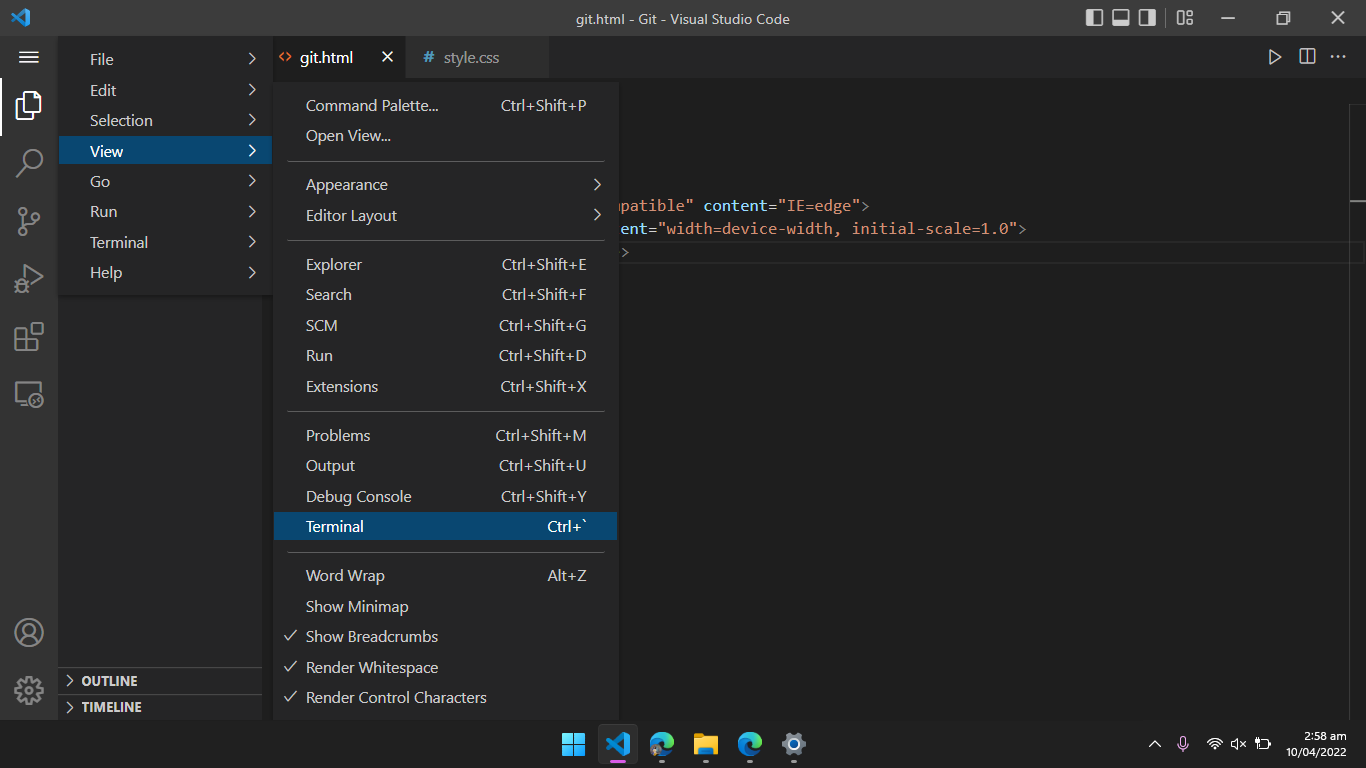 git.html - Git - Visual Studio Code
File
Edit
Selection
View
Go
Run
Terminal
Help
<> git.html
# style.css
Command Palette... Ctrl+Shift+P
Open View...
Appearance
Editor Layout
Explorer Ctrl+Shift+E
Search Ctrl+Shift+F
SCM Ctrl+Shift+G
Run Ctrl+Shift+D
Extensions Ctrl+Shift+X
Problems Ctrl+Shift+M
Output Ctrl+Shift+U
Debug Console Ctrl+Shift+Y
Terminal Ctrl+`
Word Wrap Alt+Z
Show Minimap
Show Breadcrumbs
Render Whitespace
Render Control Characters
patible" content="IE=edge">
ent="width=device-width, initial-scale=1.0">
>
OUTLINE
TIMELINE
2:58 am
10/04/2022